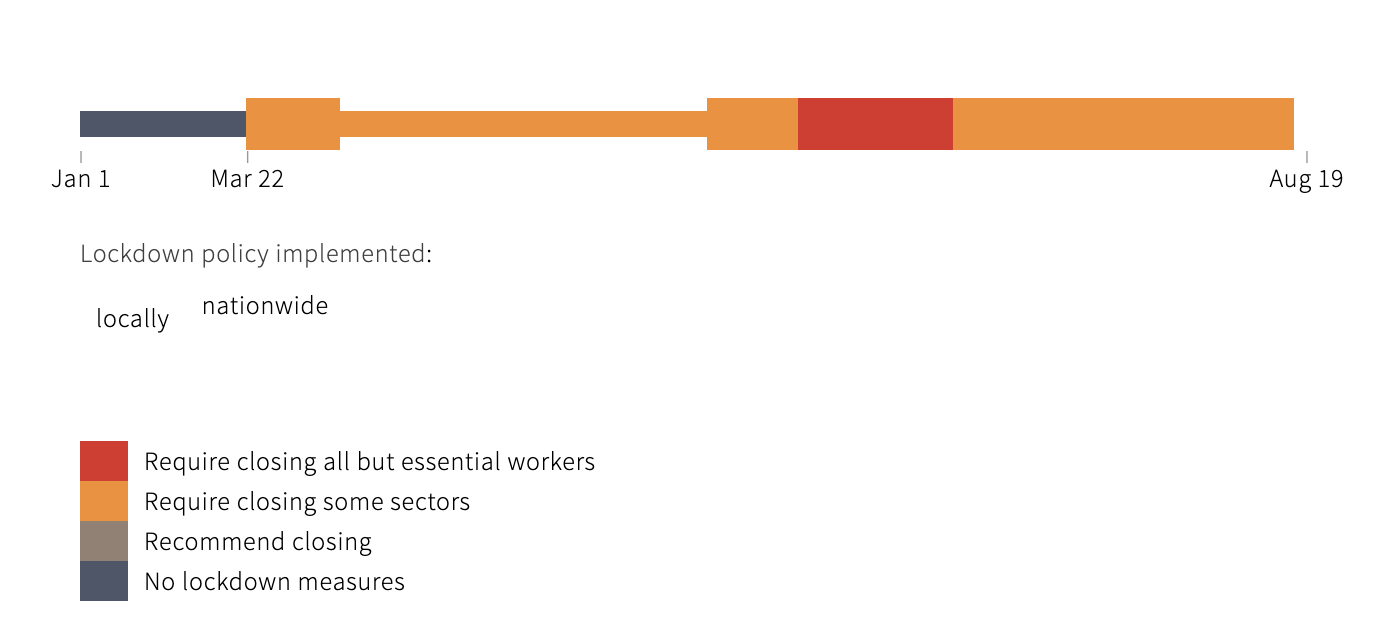 Jan 1
Mar 22
Aug 19
Lockdown policy implemented:
locally
nationwide
Require closing all but essential workers
Require closing some sectors
Recommend closing
No lockdown measures